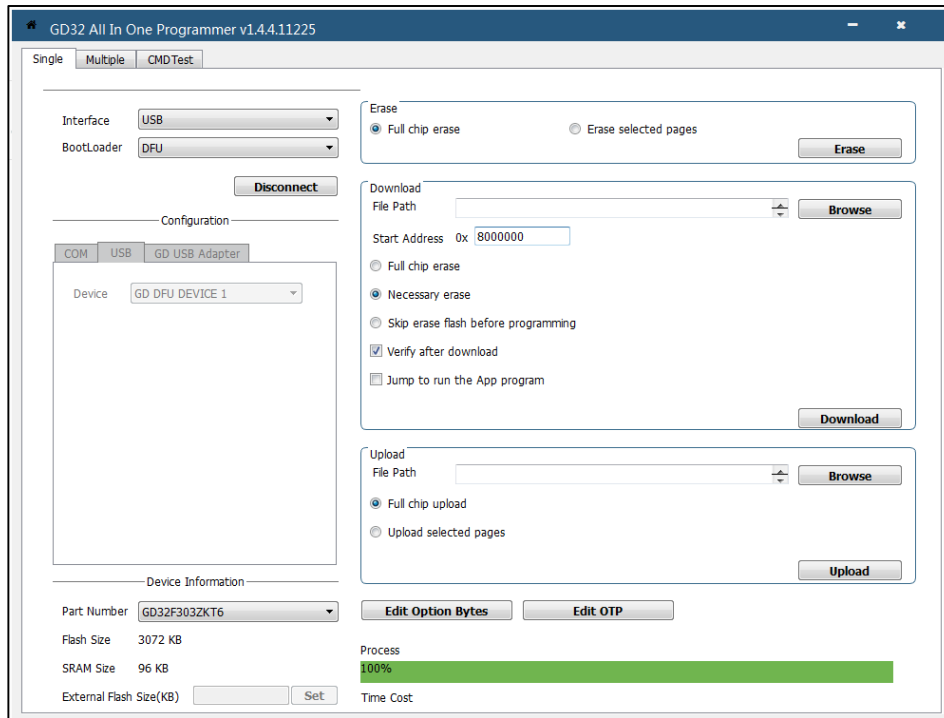 GD32 All In One Programmer v1.4.4.11225
Single Multiple CMDTest
Interface USB
BootLoader DFU
Disconnect
Configuration
COM USB GD USB Adapter
Device GD DFU DEVICE 1
Device Information
Part Number GD32F303ZKT6
Flash Size 3072 KB
SRAM Size 96 KB
External Flash Size(KB) Set
Erase
Full chip erase Erase selected pages
Erase
Download
File Path Browse
Start Address 0x 8000000
Full chip erase
Necessary erase
Skip erase flash before programming
Verify after download
Jump to run the App program
Download
Upload
File Path Browse
Full chip upload
Upload selected pages
Upload
Edit Option Bytes Edit OTP
Process
100%
Time Cost